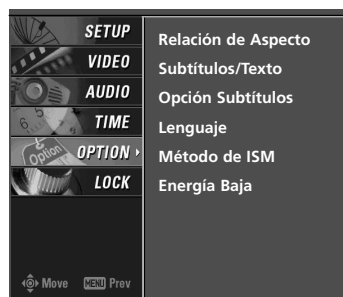 SETUP
VIDEO
AUDIO
TIME
OPTION
LOCK
Move MENU Prev
Relación de Aspecto
Subtítulos/Texto
Opción Subtítulos
Lenguaje
Método de ISM
Energía Baja
Option